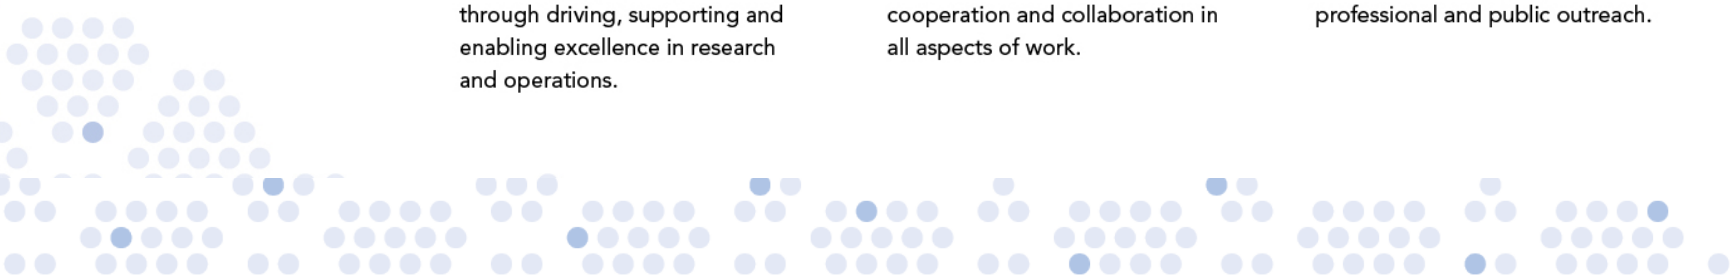 through driving, supporting and
enabling excellence in research
and operations.
cooperation and collaboration in
all aspects of work.
professional and public outreach.